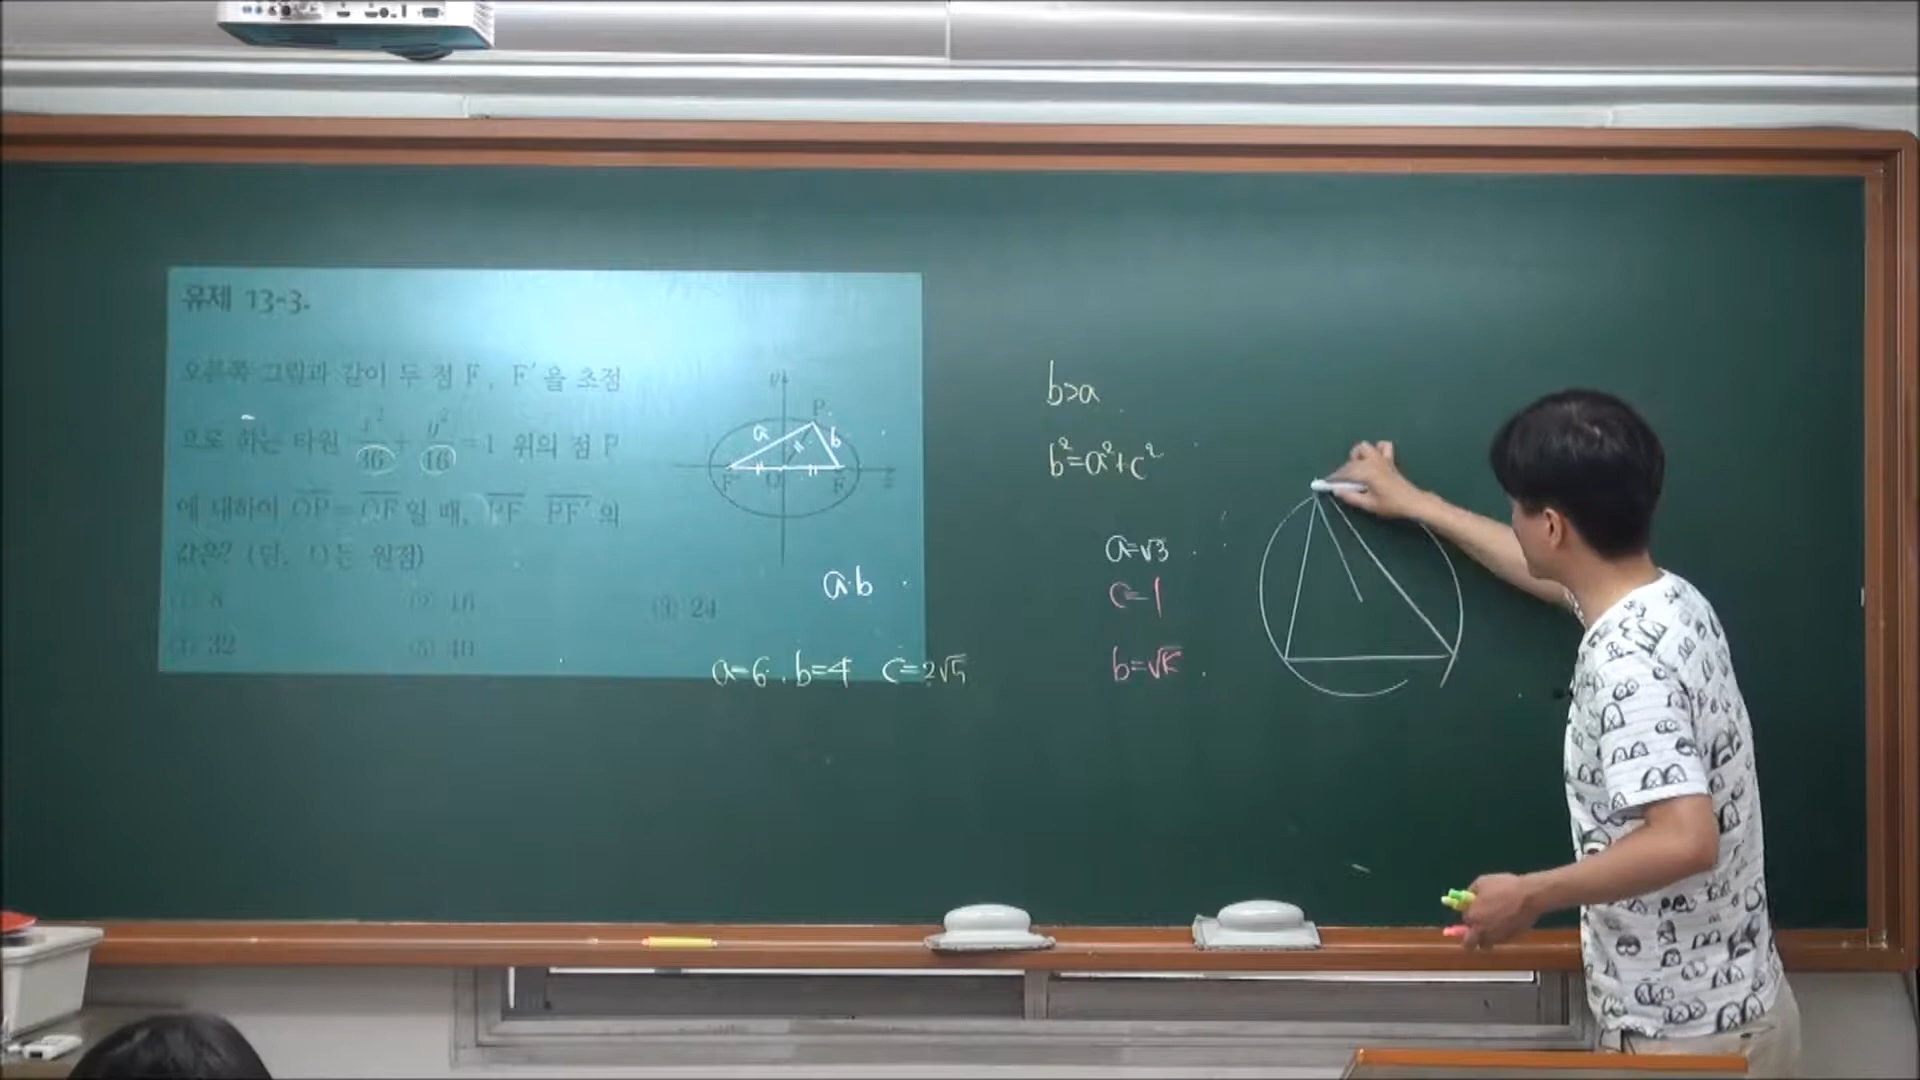 유제 13-3.
오른쪽 그림과 같이 두 점 F, F′을 초점
으로 하는 타원 x²/36 + y²/16 = 1 위의 점 P
에 대하여 OP = OF일 때, PF PF′의
값은? (단, O는 원점)
(1) 8 (2) 16 (3) 24
(4) 32 (5) 40
y
P
a
b
F′
O
F
x
a·b
a=6. b=4 c=2√5
b>a
b²=a²+c²
a=√3
c=1